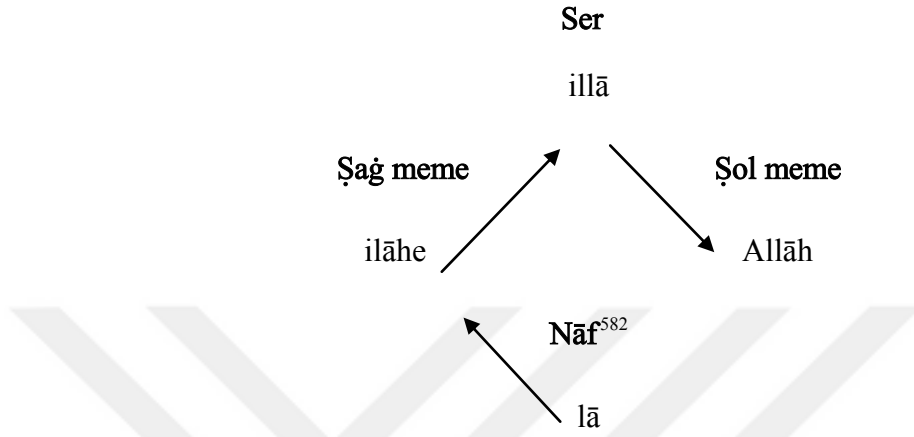 Ser
illā
Ṣaġ meme Ṣol meme
ilāhe Allāh
Nāf⁵⁸²
lā